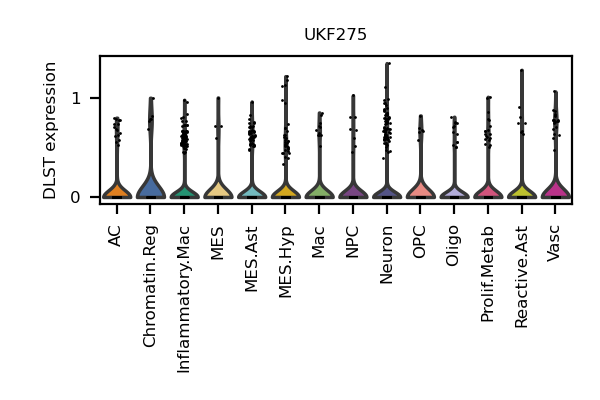 UKF275
DLST expression
1
0
AC
Chromatin.Reg
Inflammatory.Mac
MES
MES.Ast
MES.Hyp
Mac
NPC
Neuron
OPC
Oligo
Prolif.Metab
Reactive.Ast
Vasc